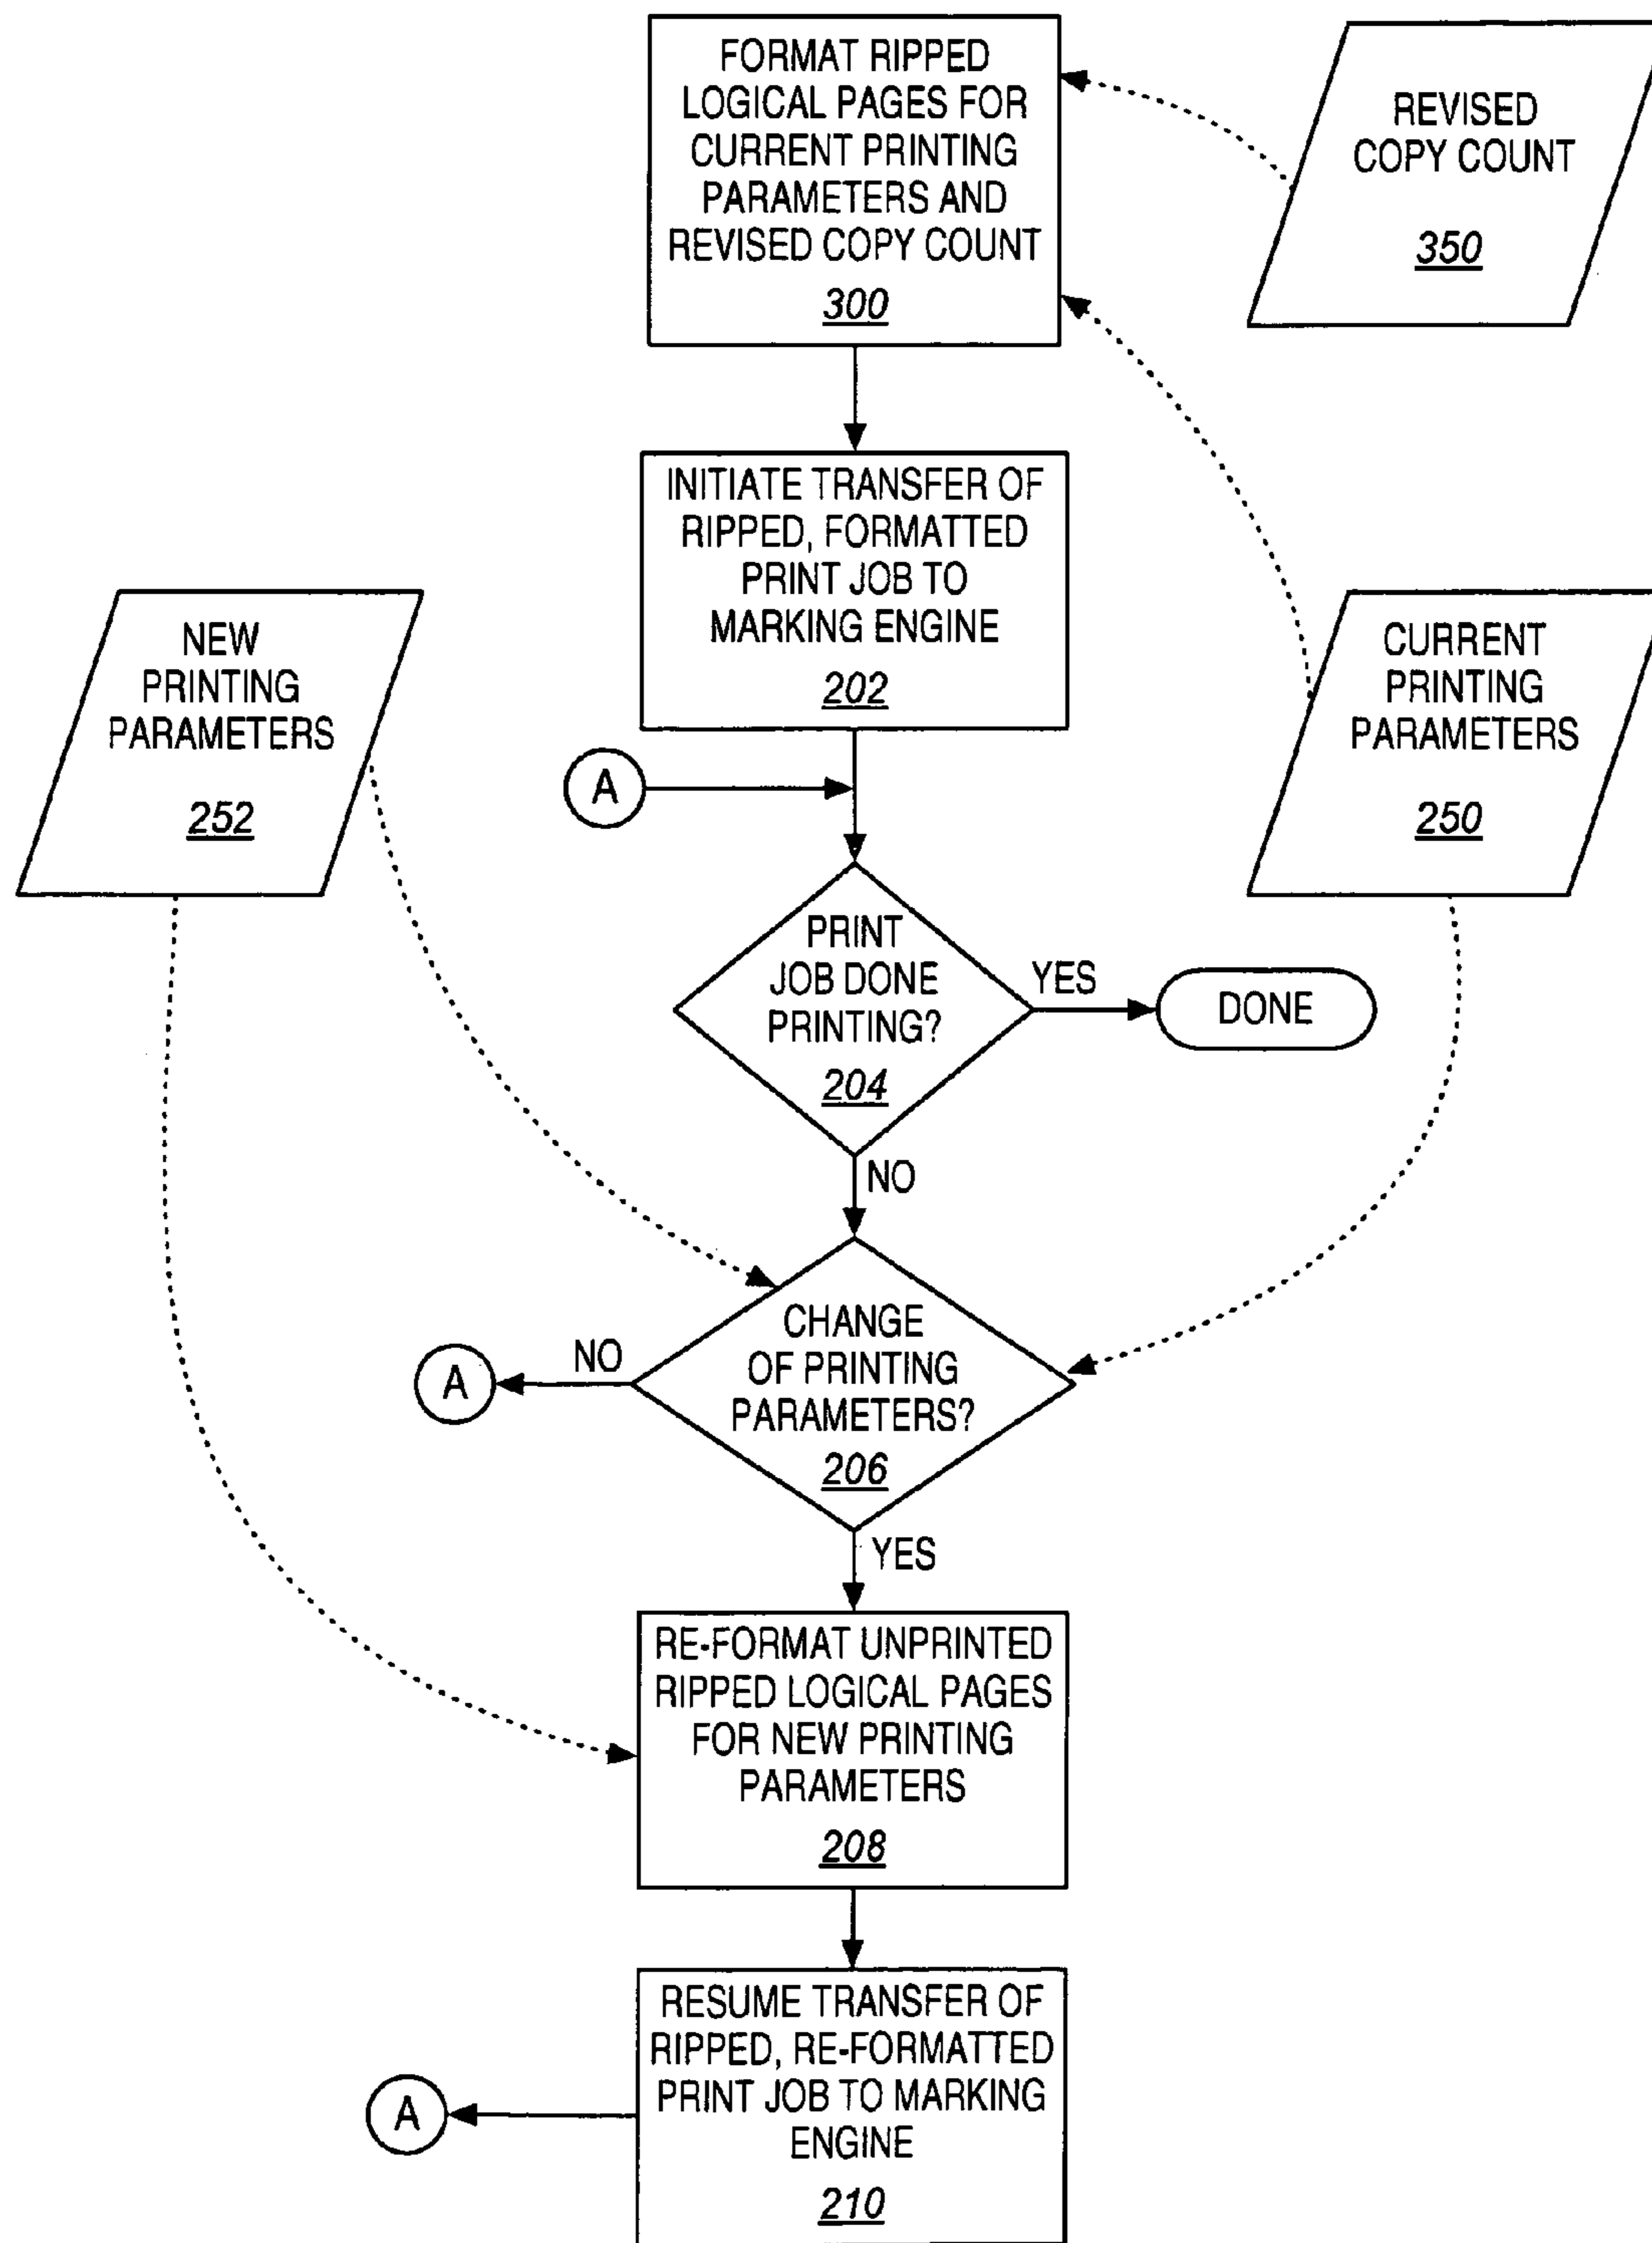 FORMAT RIPPED
LOGICAL PAGES FOR
CURRENT PRINTING
PARAMETERS AND
REVISED COPY COUNT
300
REVISED
COPY COUNT
350
INITIATE TRANSFER OF
RIPPED, FORMATTED
PRINT JOB TO
MARKING ENGINE
202
NEW
PRINTING
PARAMETERS
252
CURRENT
PRINTING
PARAMETERS
250
A
PRINT
JOB DONE
PRINTING?
204
YES
DONE
NO
CHANGE
OF PRINTING
PARAMETERS?
206
NO
A
YES
RE-FORMAT UNPRINTED
RIPPED LOGICAL PAGES
FOR NEW PRINTING
PARAMETERS
208
RESUME TRANSFER OF
RIPPED, RE-FORMATTED
PRINT JOB TO MARKING
ENGINE
210
A